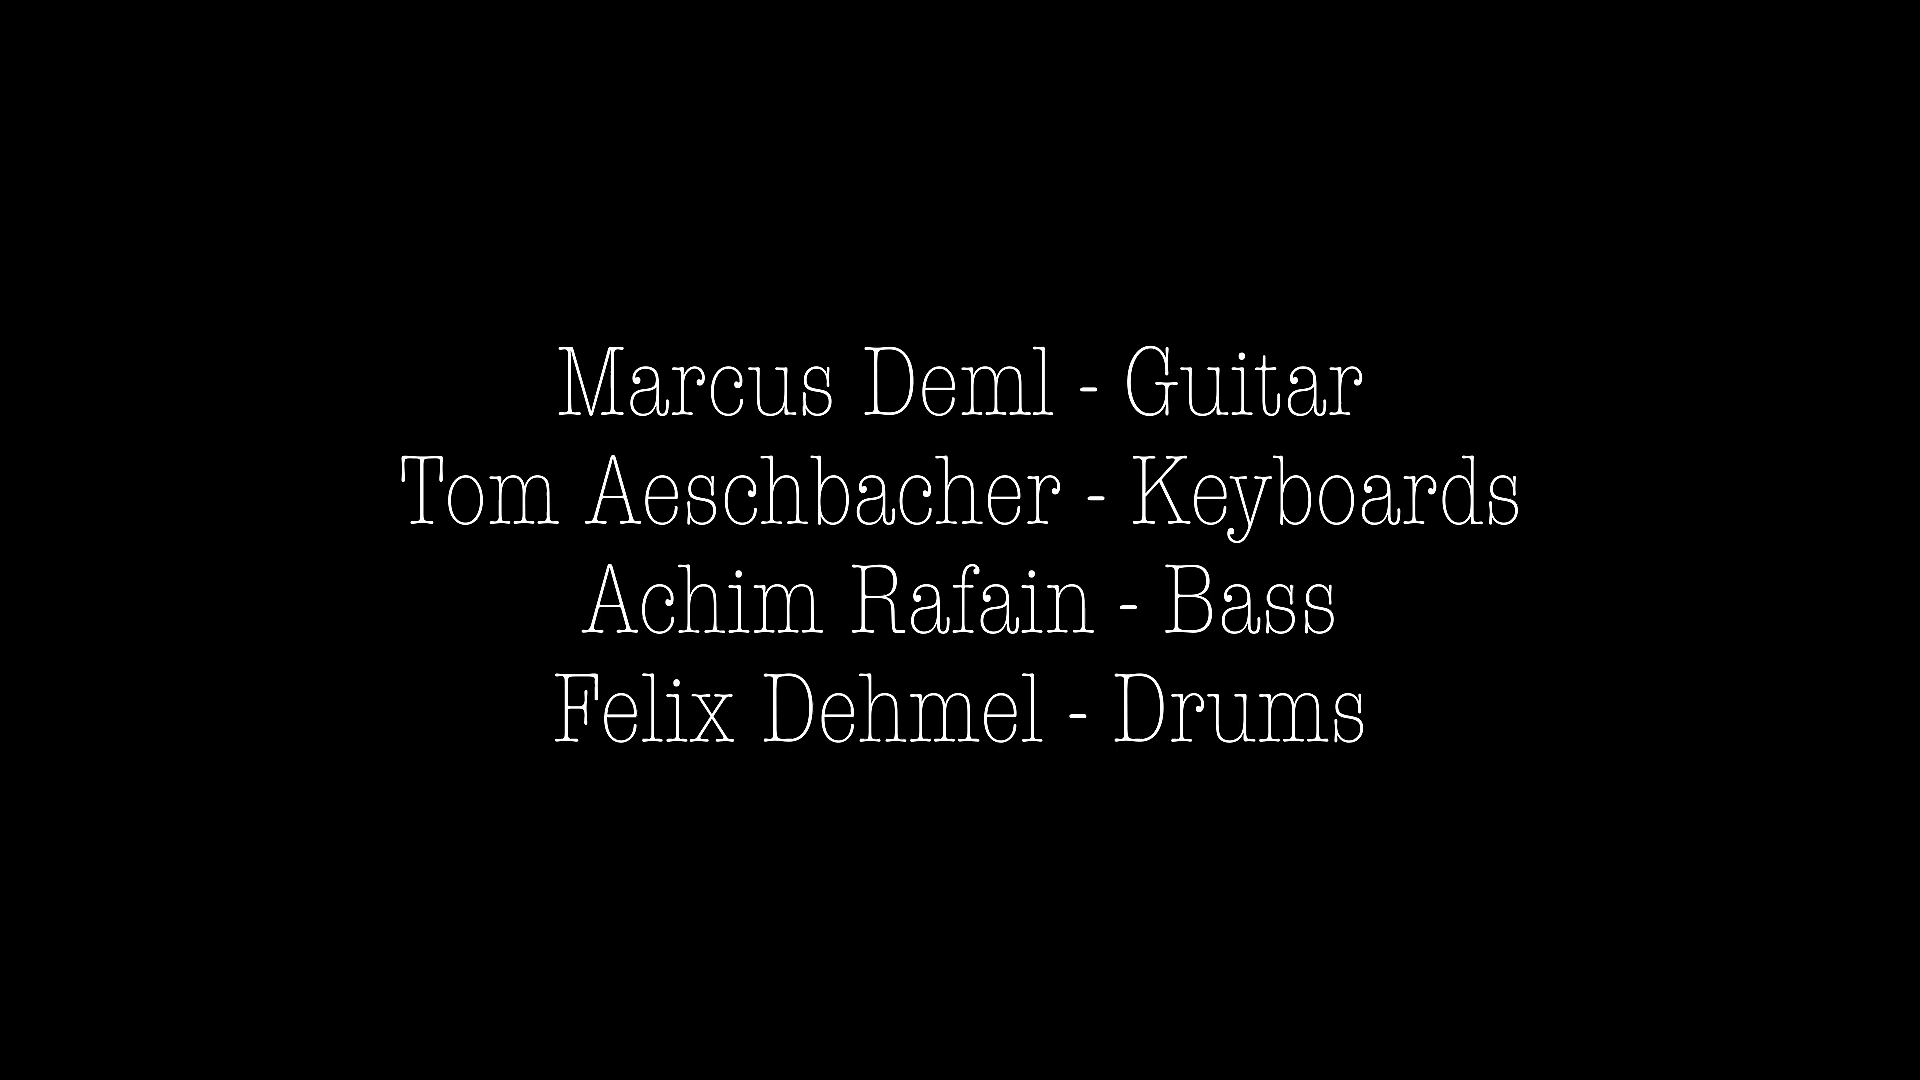 Marcus Deml - Guitar
Tom Aeschbacher - Keyboards
Achim Rafain - Bass
Felix Dehmel - Drums